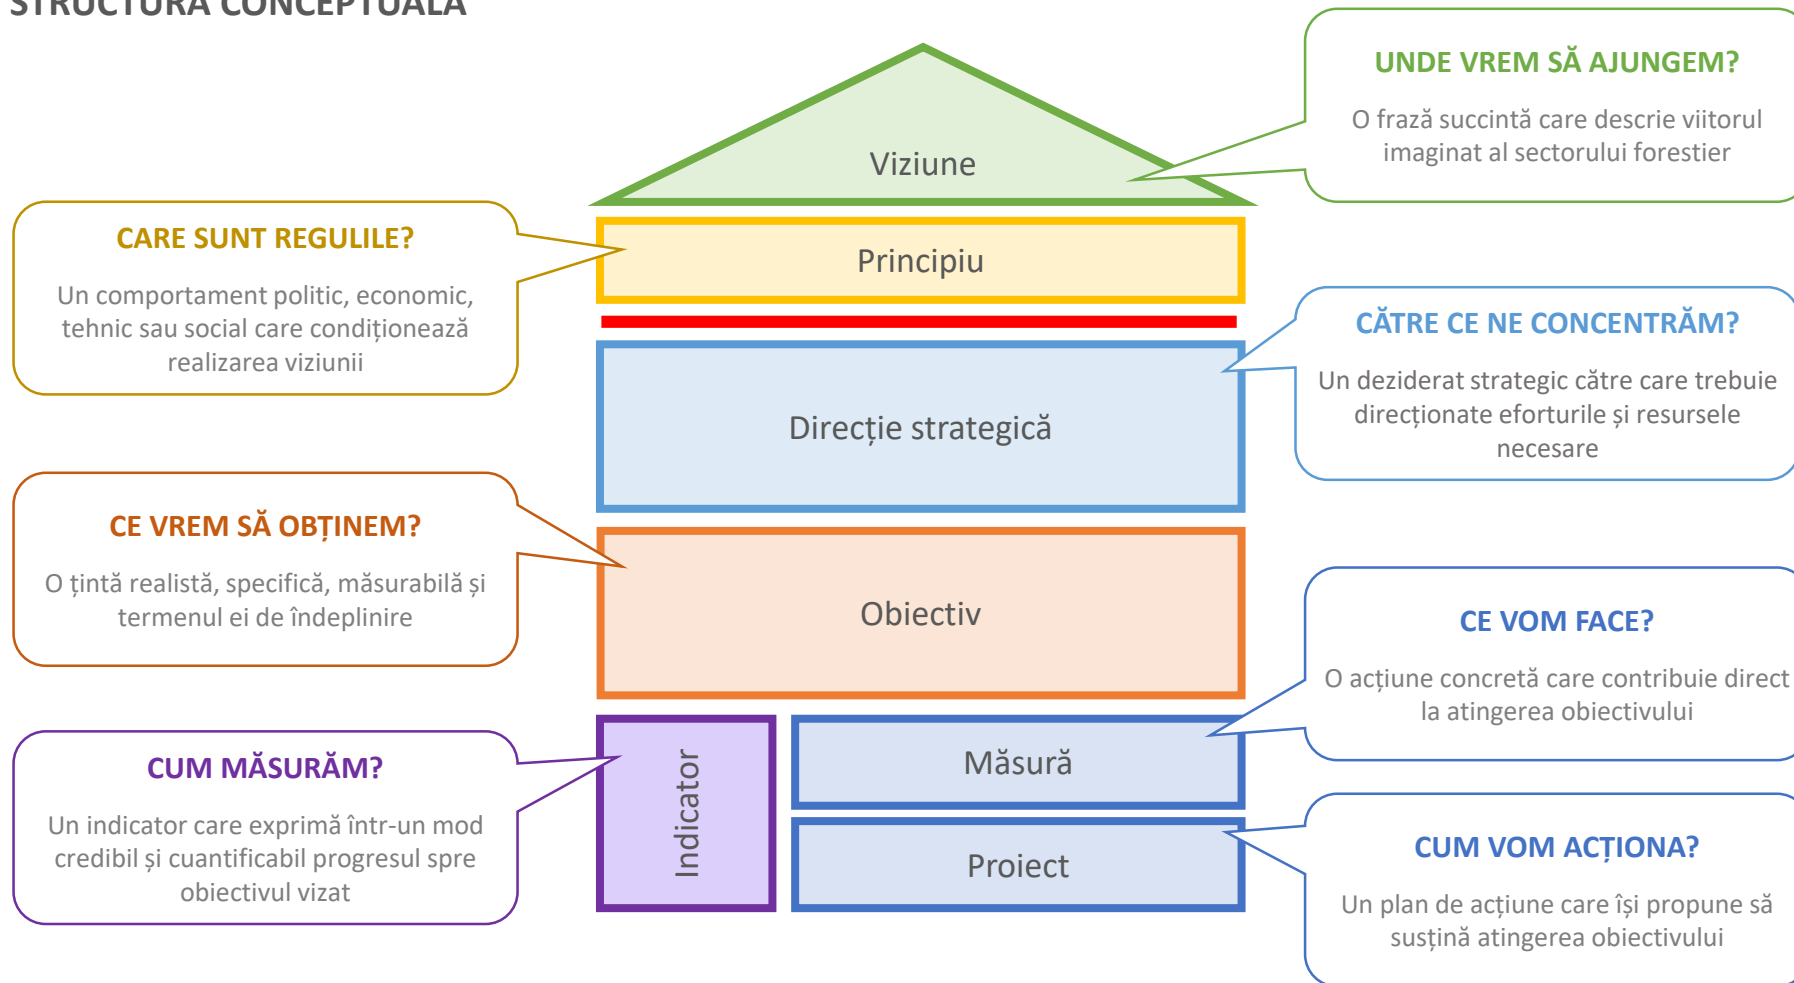 STRUCTURA CONCEPTUALĂ
UNDE VREM SĂ AJUNGEM?
O frază succintă care descrie viitorul
imaginat al sectorului forestier
Viziune
CARE SUNT REGULILE?
Un comportament politic, economic,
tehnic sau social care condiționează
realizarea viziunii
Principiu
CĂTRE CE NE CONCENTRĂM?
Un deziderat strategic către care trebuie
direcționate eforturile și resursele
necesare
Direcție strategică
CE VREM SĂ OBȚINEM?
O țintă realistă, specifică, măsurabilă și
termenul ei de îndeplinire
Obiectiv
CE VOM FACE?
O acțiune concretă care contribuie direct
la atingerea obiectivului
Măsură
CUM MĂSURĂM?
Un indicator care exprimă într-un mod
credibil și cuantificabil progresul spre
obiectivul vizat
Indicator
Proiect
CUM VOM ACȚIONA?
Un plan de acțiune care își propune să
susțină atingerea obiectivului